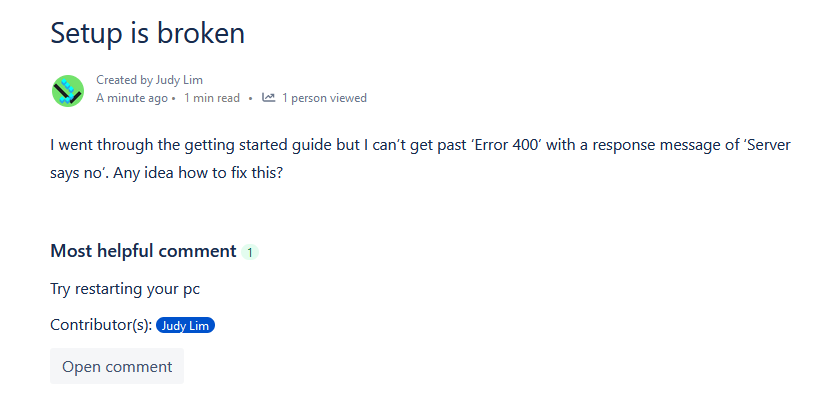 Setup is broken
Created by Judy Lim
A minute ago • 1 min read • 1 person viewed
I went through the getting started guide but I can’t get past ‘Error 400’ with a response message of ‘Server
says no’. Any idea how to fix this?
Most helpful comment 1
Try restarting your pc
Contributor(s): Judy Lim
Open comment